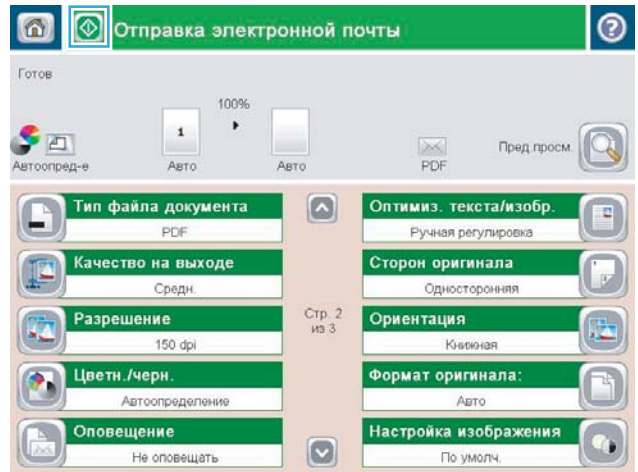 Отправка электронной почты
Готов
100%
1
Автоопред-е
Авто
Авто
PDF
Пред.просм.
Тип файла документа
PDF
Оптимиз. текста/изобр.
Ручная регулировка
Качество на выходе
Средн.
Сторон оригинала
Односторонняя
Разрешение
150 dpi
Стр. 2
из 3
Ориентация
Книжная
Цветн./черн.
Автоопределение
Формат оригинала:
Авто
Оповещение
Не оповещать
Настройка изображения
По умолч.